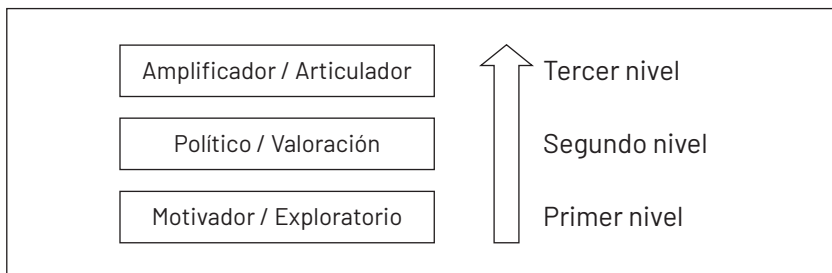 Amplificador / Articulador
Tercer nivel
Político / Valoración
Segundo nivel
Motivador / Exploratorio
Primer nivel